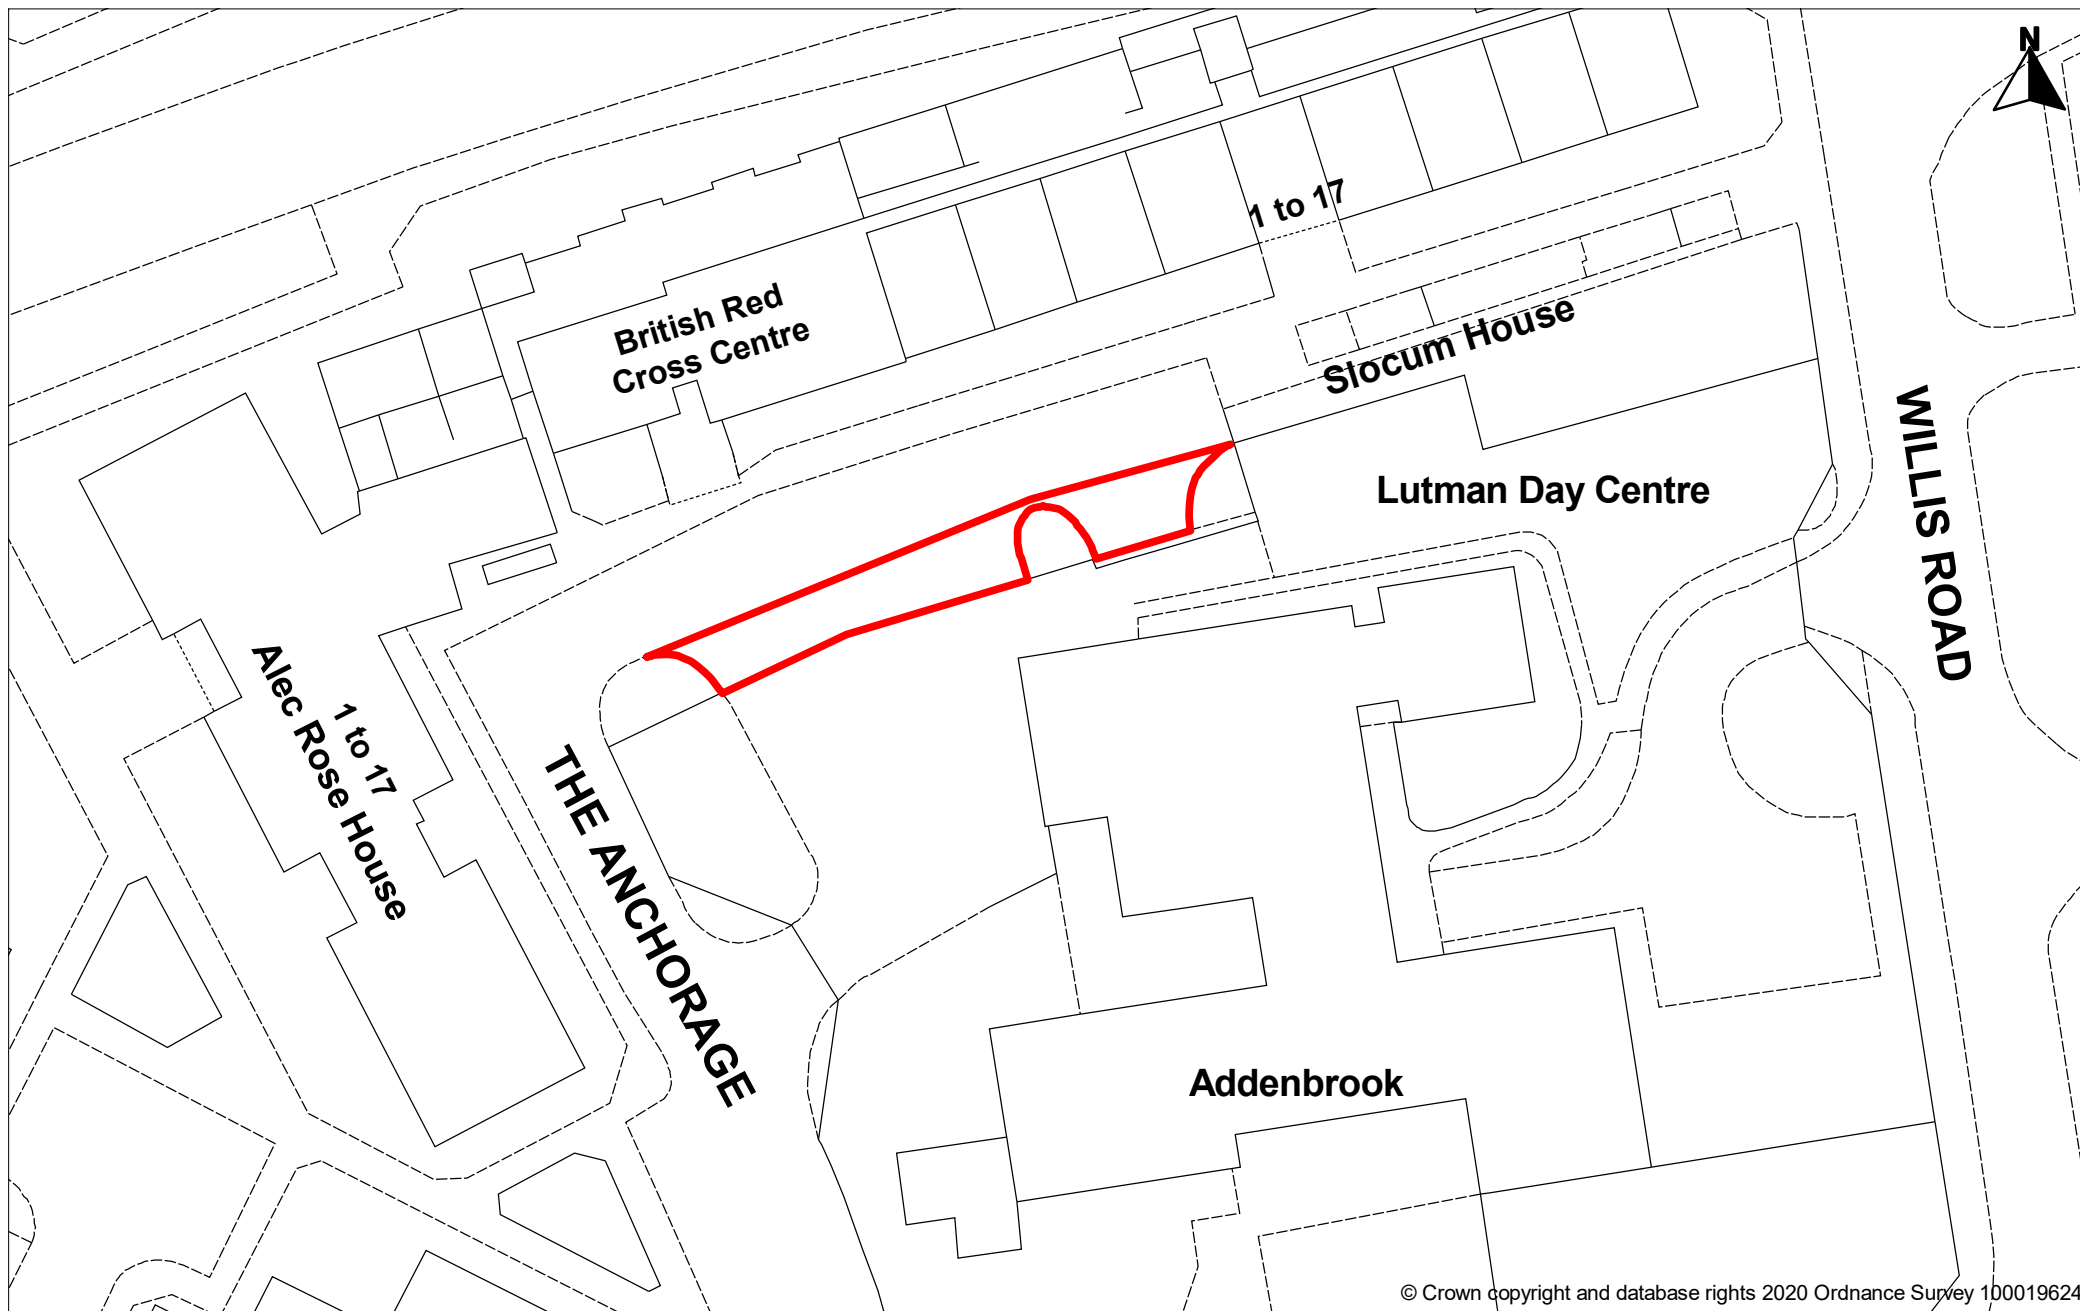 N
1 to 17
British Red
Cross Centre
Slocum House
WILLIS ROAD
Lutman Day Centre
1 to 17
Alec Rose House
THE ANCHORAGE
Addenbrook
© Crown copyright and database rights 2020 Ordnance Survey 100019624